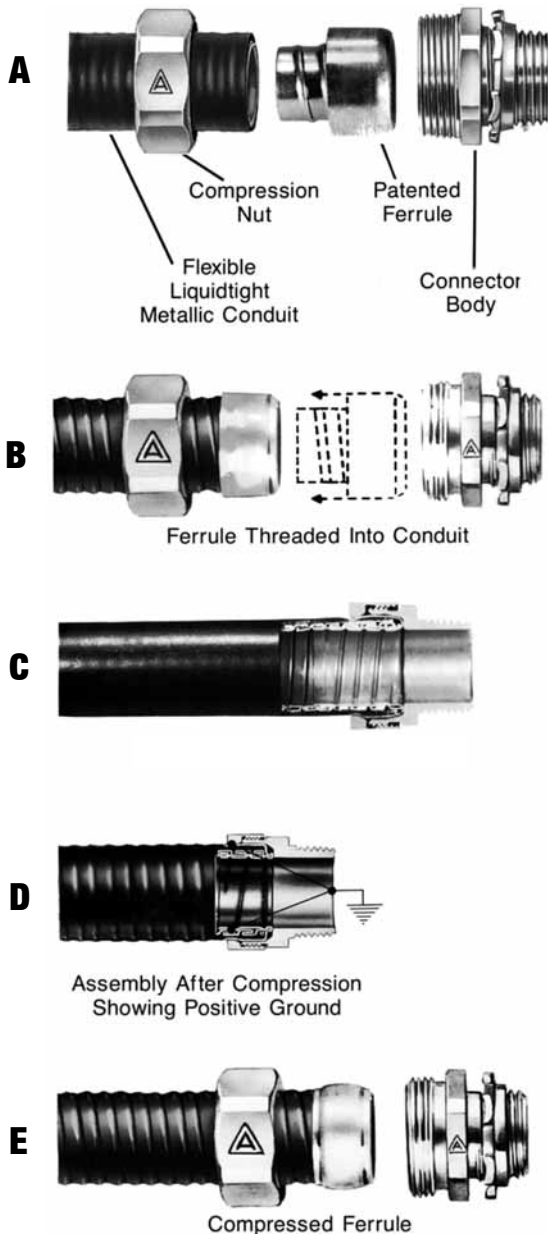 A
Compression
Nut
Patented
Ferrule
Flexible
Liquidtight
Metallic Conduit
Connector
Body
B
Ferrule Threaded Into Conduit
C
D
Assembly After Compression
Showing Positive Ground
E
Compressed Ferrule